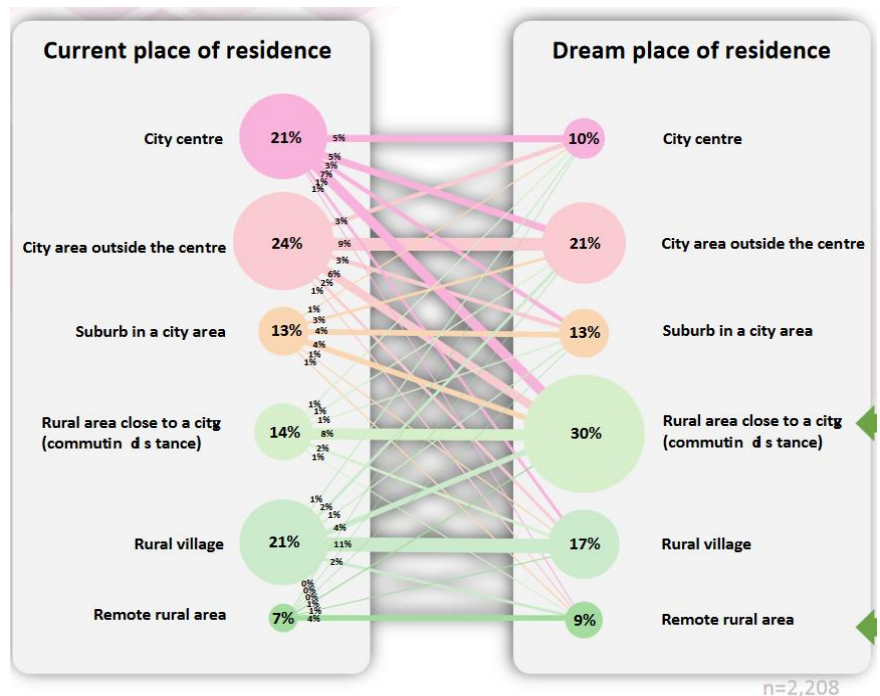 Current place of residence
Dream place of residence
City centre
21%
5%
5%
3%
7%
1%
1%
10%
City centre
City area outside the centre
24%
3%
9%
3%
6%
2%
1%
21%
City area outside the centre
Suburb in a city area
13%
1%
3%
4%
4%
1%
1%
13%
Suburb in a city area
Rural area close to a citg
(commutin d s tance)
14%
1%
1%
1%
8%
2%
1%
30%
Rural area close to a citg
(commutin d s tance)
Rural village
21%
1%
2%
1%
4%
11%
2%
17%
Rural village
Remote rural area
7%
0%
0%
0%
1%
1%
4%
9%
Remote rural area
n=2,208